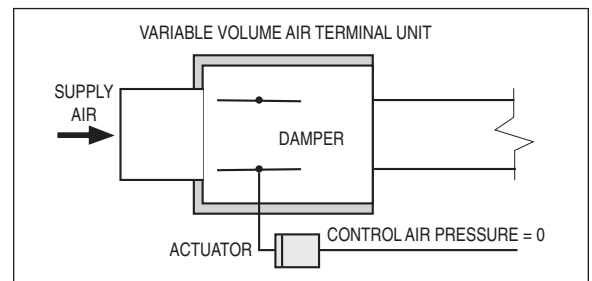 VARIABLE VOLUME AIR TERMINAL UNIT
SUPPLY
AIR
DAMPER
ACTUATOR
CONTROL AIR PRESSURE = 0